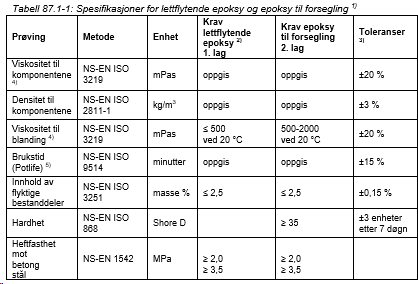 Tabell 87.1-1: Spesifikasjoner for lettflytende epoksy og epoksy til forsegling 1)
Prøving Metode Enhet Krav lettflytende epoksy 2) 1. lag Krav epoksy til forsegling 2. lag Toleranser 3)
Viskositet til komponentene 4) NS-EN ISO 3219 mPas oppgis oppgis ±20 %
Densitet til komponentene NS-EN ISO 2811-1 kg/m3 oppgis oppgis ±3 %
Viskositet til blanding 4) NS-EN ISO 3219 mPas ≤ 500 ved 20 °C 500-2000 ved 20 °C ±20 %
Brukstid (Potlife) 5) NS-EN ISO 9514 minutter oppgis oppgis ±15 %
Innhold av flyktige bestanddeler NS-EN ISO 3251 masse % ≤ 2,5 ≤ 2,5 ±0,15 %
Hardhet NS-EN ISO 868 Shore D ≥ 35 ±3 enheter etter 7 døgn
Heftfasthet mot betong stål NS-EN 1542 MPa ≥ 2,0 ≥ 3,5 ≥ 2,0 ≥ 3,5